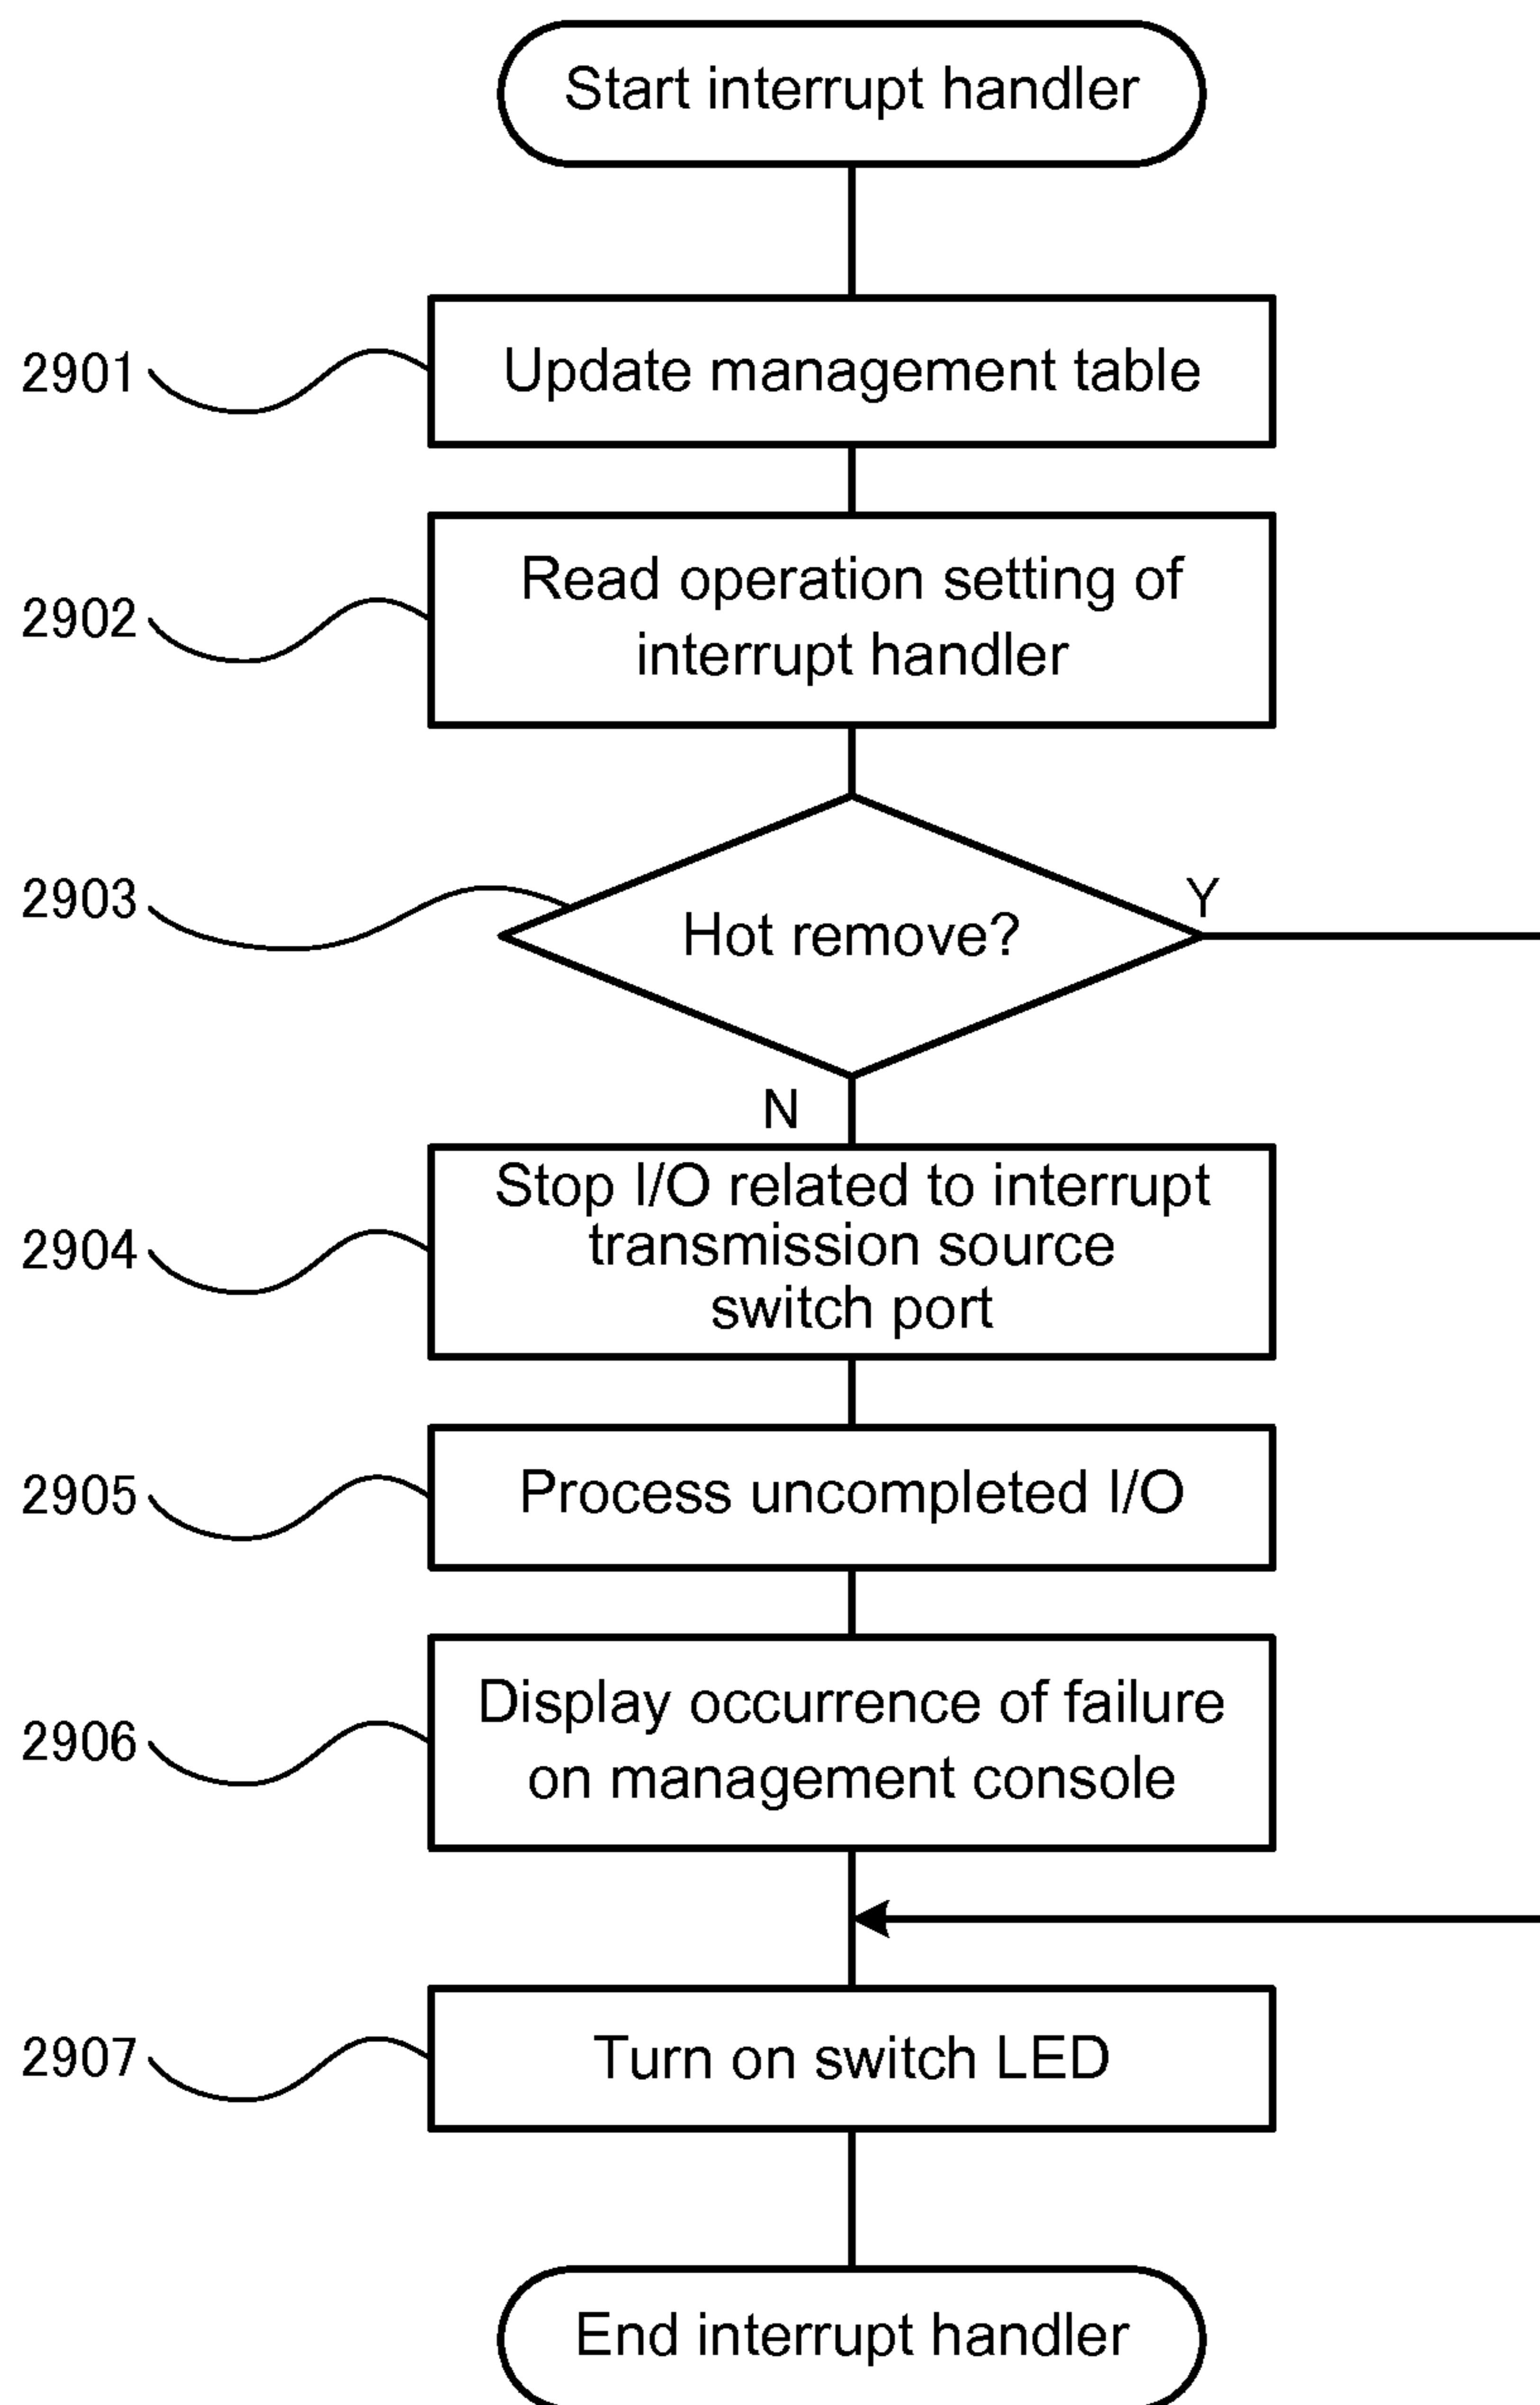 Start interrupt handler
2901
Update management table
2902
Read operation setting of
interrupt handler
2903
Hot remove?
Y
N
2904
Stop I/O related to interrupt
transmission source
switch port
2905
Process uncompleted I/O
2906
Display occurrence of failure
on management console
2907
Turn on switch LED
End interrupt handler